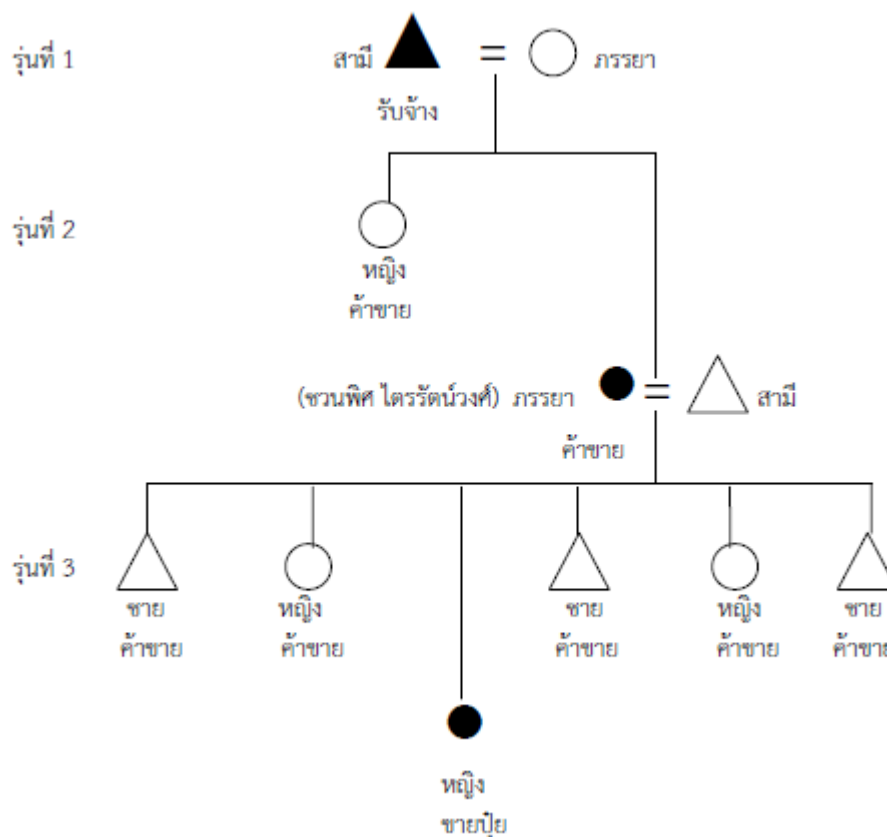 รุ่นที่ 1
สามี = ภรรยา
รับจ้าง
รุ่นที่ 2
หญิง
ค้าขาย
(ชวนพิศ ไตรรัตน์วงศ์) ภรรยา = สามี
ค้าขาย
รุ่นที่ 3
ชาย หญิง ชาย หญิง ชาย
ค้าขาย ค้าขาย ค้าขาย ค้าขาย ค้าขาย
หญิง
ขายปุ๋ย